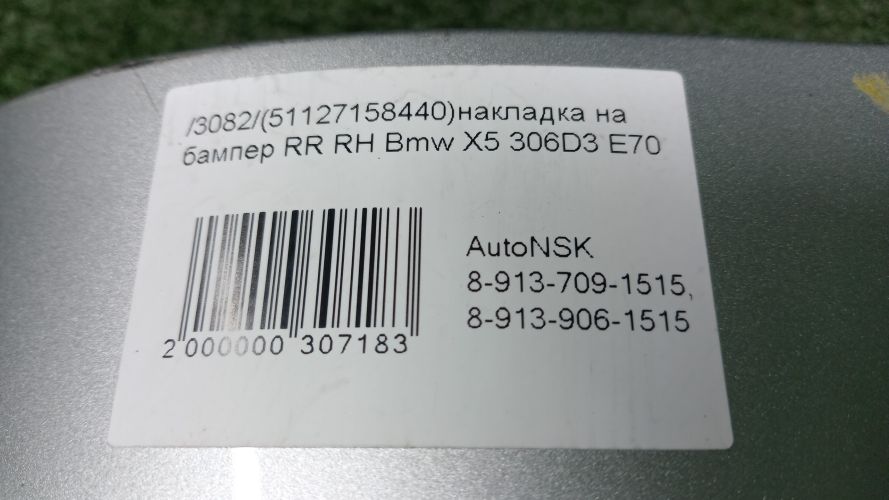 /3082/(51127158440)накладка на
бампер RR RH Bmw X5 306D3 E70
AutoNSK
8-913-709-1515,
8-913-906-1515
2 000000 307183